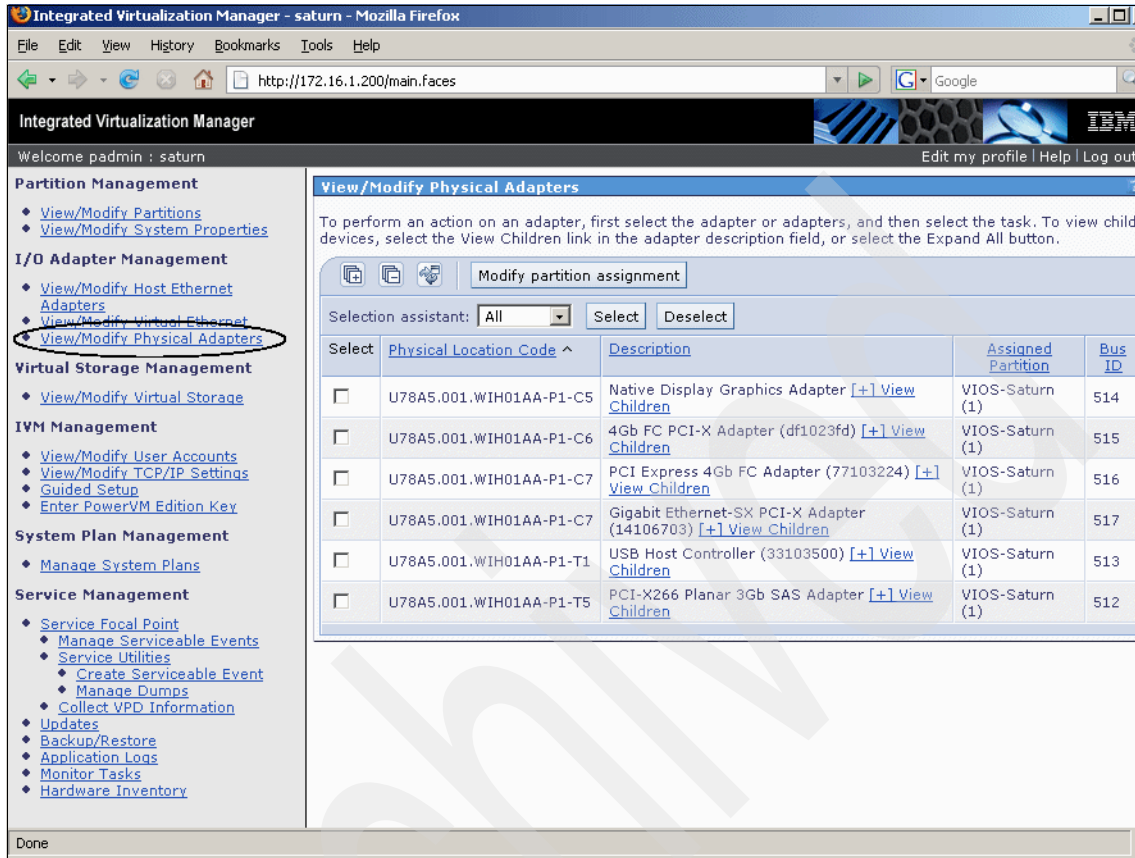 Integrated Virtualization Manager - saturn - Mozilla Firefox
File Edit View History Bookmarks Tools Help
http://172.16.1.200/main.faces
Google
Integrated Virtualization Manager
IBM
Welcome padmin : saturn
Edit my profile | Help | Log out
Partition Management
View/Modify Partitions
View/Modify System Properties
I/O Adapter Management
View/Modify Host Ethernet
Adapters
View/Modify Virtual Ethernet
View/Modify Physical Adapters
Virtual Storage Management
View/Modify Virtual Storage
IVM Management
View/Modify User Accounts
View/Modify TCP/IP Settings
Guided Setup
Enter PowerVM Edition Key
System Plan Management
Manage System Plans
Service Management
Service Focal Point
Manage Serviceable Events
Service Utilities
Create Serviceable Event
Manage Dumps
Collect VPD Information
Updates
Backup/Restore
Application Logs
Monitor Tasks
Hardware Inventory
View/Modify Physical Adapters
To perform an action on an adapter, first select the adapter or adapters, and then select the task. To view child
devices, select the View Children link in the adapter description field, or select the Expand All button.
Modify partition assignment
Selection assistant: All Select Deselect
Select Physical Location Code ^ Description Assigned Partition Bus ID
U78A5.001.WIH01AA-P1-C5 Native Display Graphics Adapter [+] View Children VIOS-Saturn (1) 514
U78A5.001.WIH01AA-P1-C6 4Gb FC PCI-X Adapter (df1023fd) [+] View Children VIOS-Saturn (1) 515
U78A5.001.WIH01AA-P1-C7 PCI Express 4Gb FC Adapter (77103224) [+] View Children VIOS-Saturn (1) 516
U78A5.001.WIH01AA-P1-C7 Gigabit Ethernet-SX PCI-X Adapter (14106703) [+] View Children VIOS-Saturn (1) 517
U78A5.001.WIH01AA-P1-T1 USB Host Controller (33103500) [+] View Children VIOS-Saturn (1) 513
U78A5.001.WIH01AA-P1-T5 PCI-X266 Planar 3Gb SAS Adapter [+] View Children VIOS-Saturn (1) 512
Done